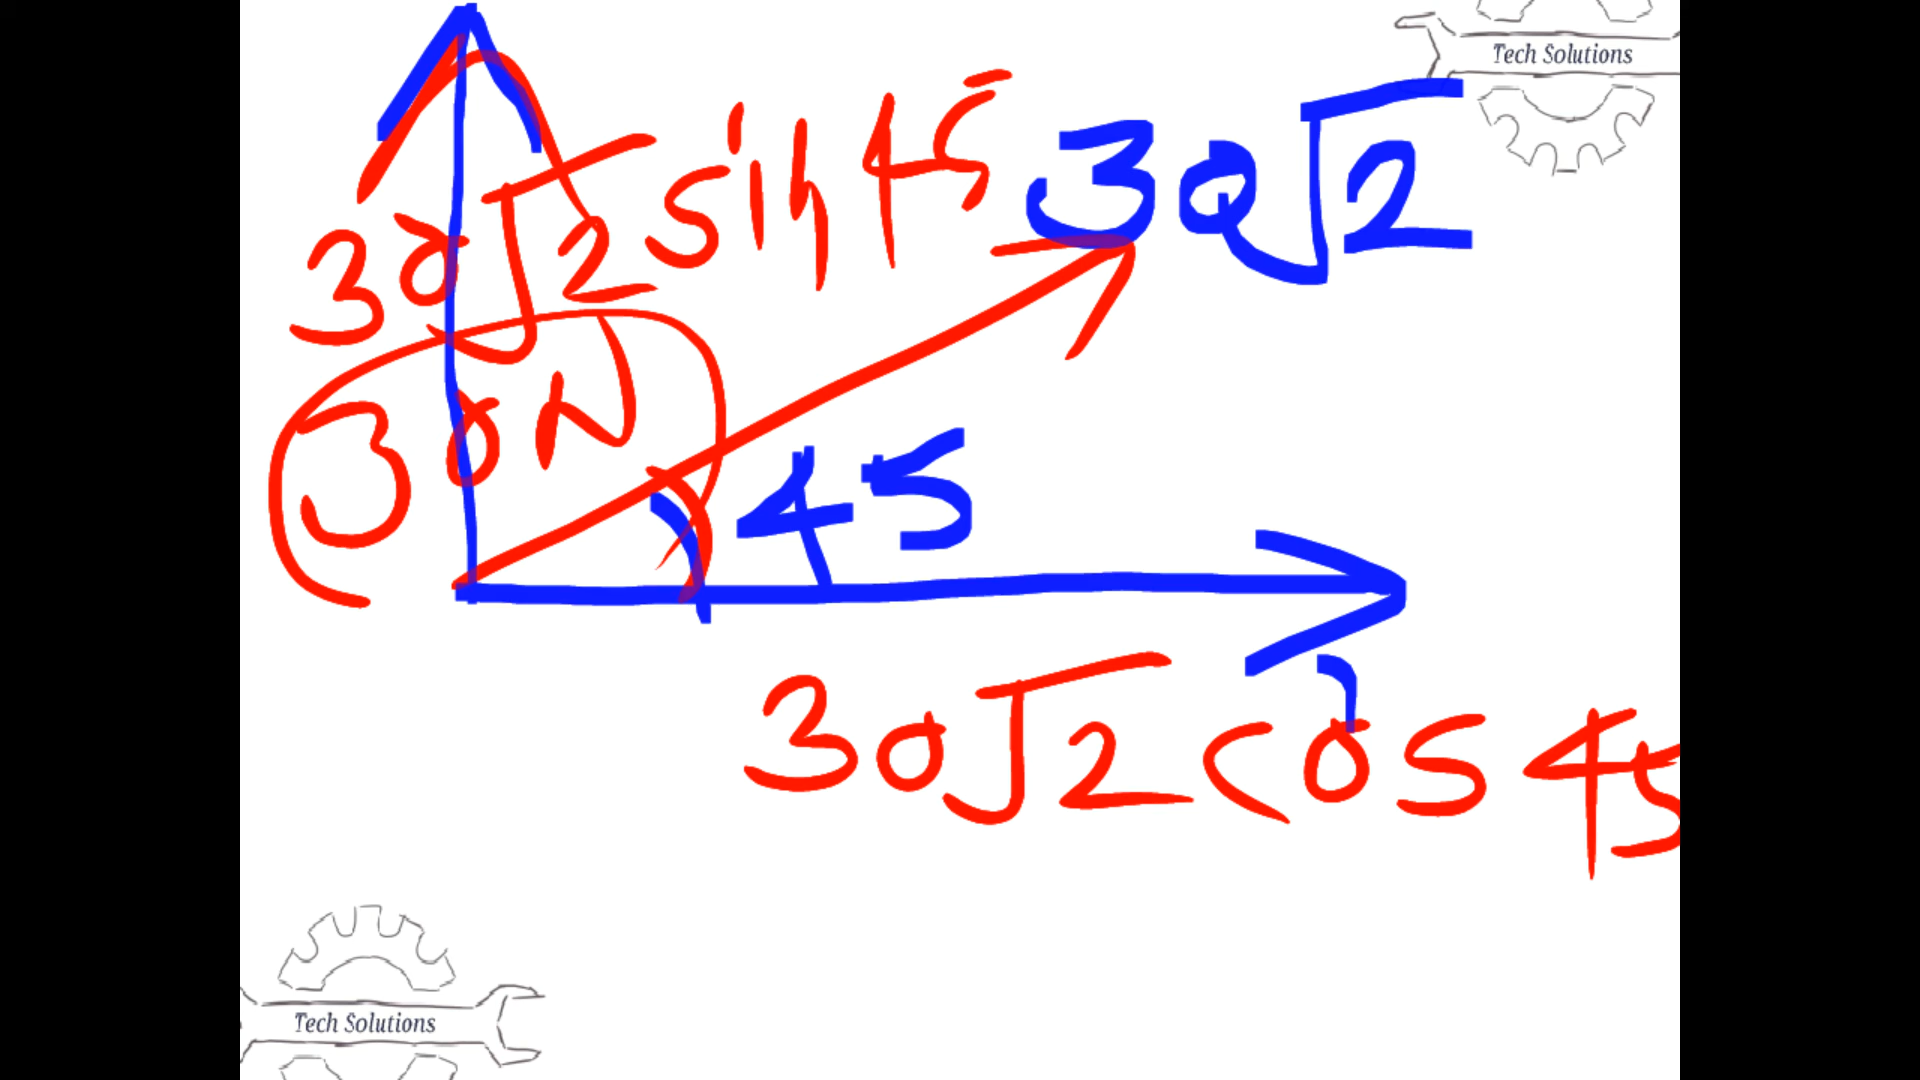 Tech Solutions
30√2 sin 45
30√2
30N
45
30√2 cos 45
Tech Solutions